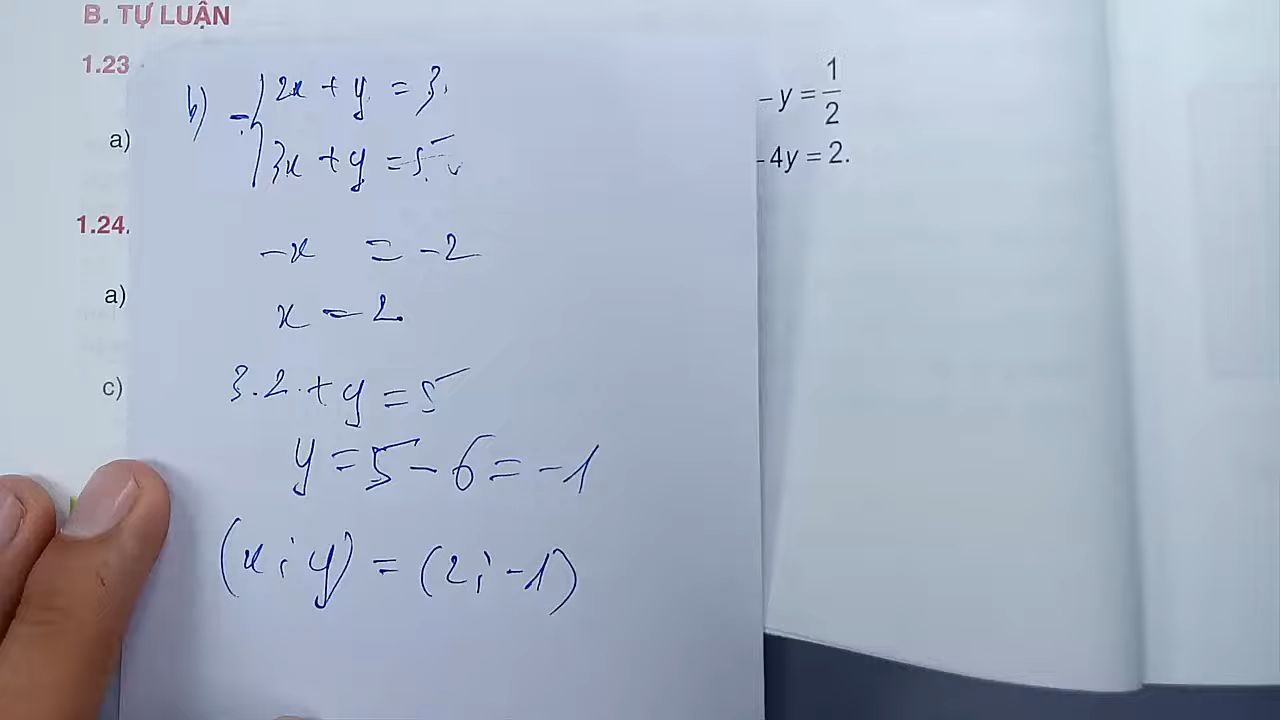 B. TỰ LUẬN
1.23
b) - 2x + y = 3
3x + y = 5
-y = 1/2
a)
-4y = 2.
1.24.
-x = -2
a)
x = 2
c)
3.2 + y = 5
y = 5 - 6 = -1
(x; y) = (2; -1)